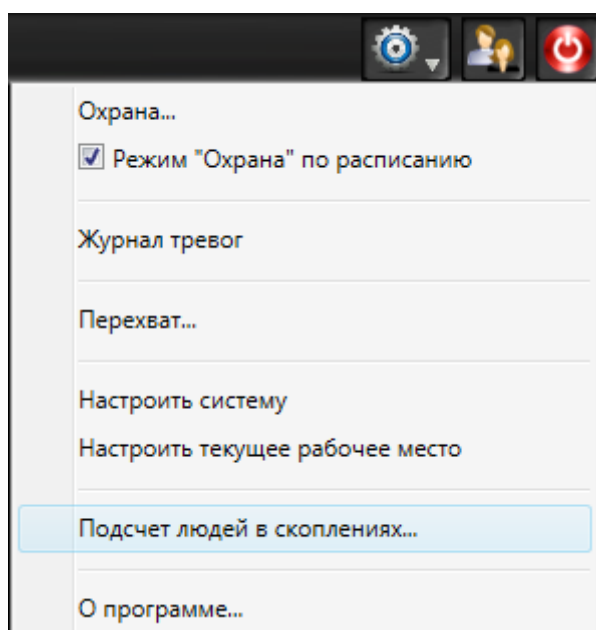 Охрана...
Режим "Охрана" по расписанию
Журнал тревог
Перехват...
Настроить систему
Настроить текущее рабочее место
Подсчет людей в скоплениях...
О программе...